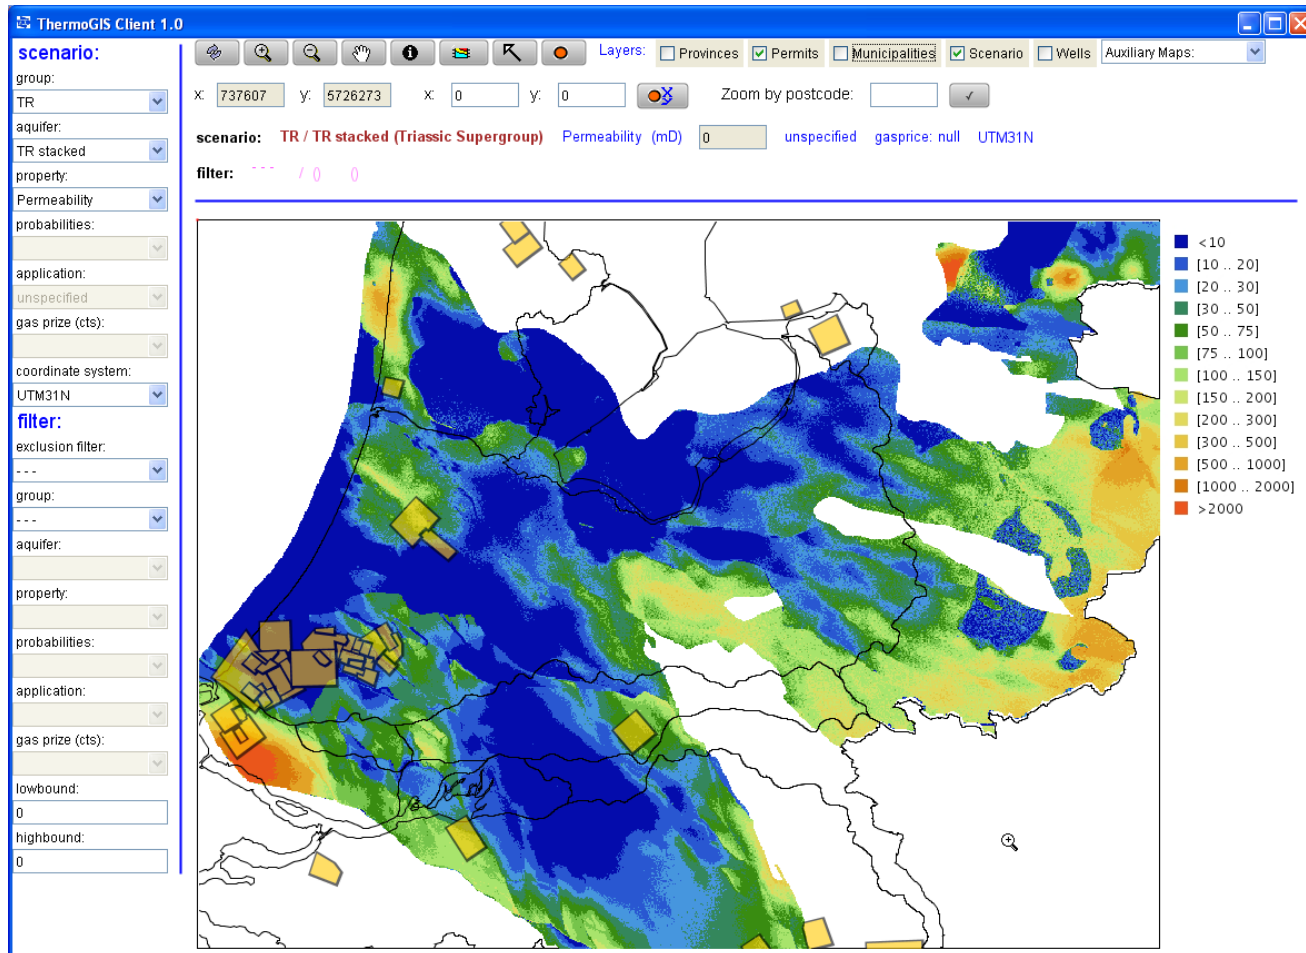 ThermoGIS Client 1.0
scenario:
group:
TR
aquifer:
TR stacked
property:
Permeability
probabilities:
application:
unspecified
gas prize (cts):
coordinate system:
UTM31N
filter:
exclusion filter:
- - -
group:
- - -
aquifer:
property:
probabilities:
application:
gas prize (cts):
lowbound:
0
highbound:
0
Layers: Provinces Permits Municipalities Scenario Wells Auxiliary Maps:
x: 737607 y: 5726273 x: 0 y: 0 Zoom by postcode:
scenario: TR / TR stacked (Triassic Supergroup) Permeability (mD) 0 unspecified gasprice: null UTM31N
filter: - - - / () ()
<10
[10 .. 20]
[20 .. 30]
[30 .. 50]
[50 .. 75]
[75 .. 100]
[100 .. 150]
[150 .. 200]
[200 .. 300]
[300 .. 500]
[500 .. 1000]
[1000 .. 2000]
>2000